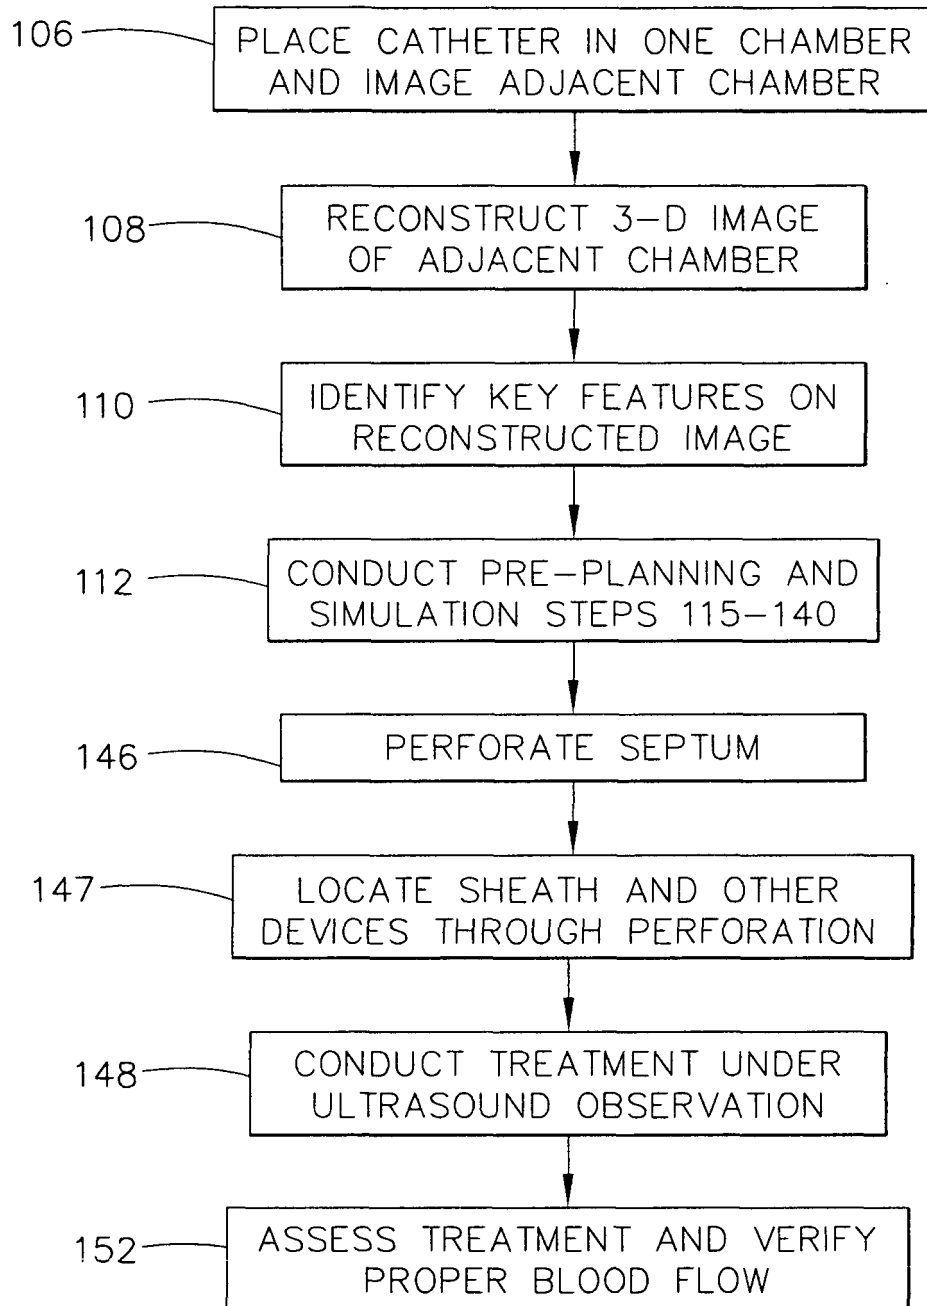 106
PLACE CATHETER IN ONE CHAMBER
AND IMAGE ADJACENT CHAMBER
108
RECONSTRUCT 3-D IMAGE
OF ADJACENT CHAMBER
110
IDENTIFY KEY FEATURES ON
RECONSTRUCTED IMAGE
112
CONDUCT PRE-PLANNING AND
SIMULATION STEPS 115-140
146
PERFORATE SEPTUM
147
LOCATE SHEATH AND OTHER
DEVICES THROUGH PERFORATION
148
CONDUCT TREATMENT UNDER
ULTRASOUND OBSERVATION
152
ASSESS TREATMENT AND VERIFY
PROPER BLOOD FLOW